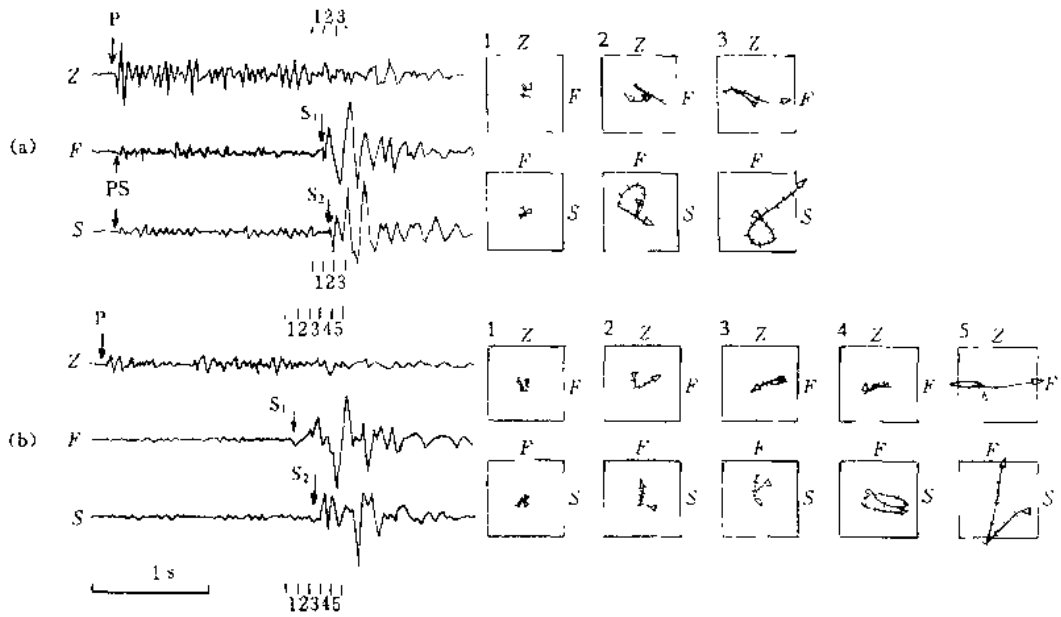 P 123
Z
1 Z 2 Z 3 Z
F F F
S₁
(a) F
PS
F F F
S₂
S
S S S
123
12345
P
Z
1 Z 2 Z 3 Z 4 Z 5 Z
F F F F F
S₁
(b) F
F F F F F
S₂
S
S S S S S
1 s
12345